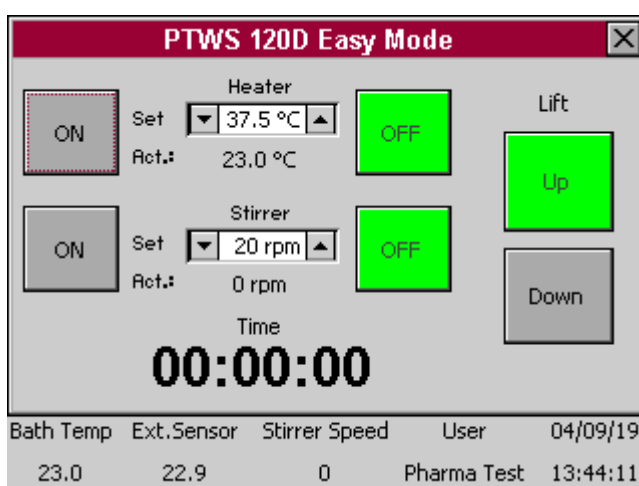 PTWS 120D Easy Mode
Heater
Lift
ON
Set 37.5 °C
OFF
Act.: 23.0 °C
Up
Stirrer
ON
Set 20 rpm
OFF
Act.: 0 rpm
Down
Time
00:00:00
Bath Temp Ext.Sensor Stirrer Speed User 04/09/19
23.0 22.9 0 Pharma Test 13:44:11